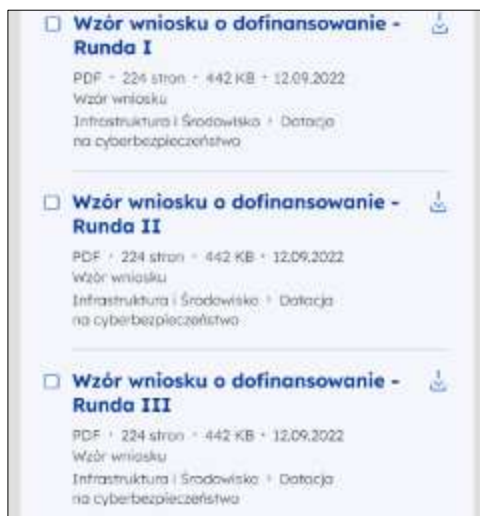 Wzór wniosku o dofinansowanie -
Runda I
PDF • 224 stron • 442 KB • 12.09.2022
Wzór wniosku
Infrastruktura i Środowisko • Dotacja
na cyberbezpieczeństwo
Wzór wniosku o dofinansowanie -
Runda II
PDF • 224 stron • 442 KB • 12.09.2022
Wzór wniosku
Infrastruktura i Środowisko • Dotacja
na cyberbezpieczeństwo
Wzór wniosku o dofinansowanie -
Runda III
PDF • 224 stron • 442 KB • 12.09.2022
Wzór wniosku
Infrastruktura i Środowisko • Dotacja
na cyberbezpieczeństwo